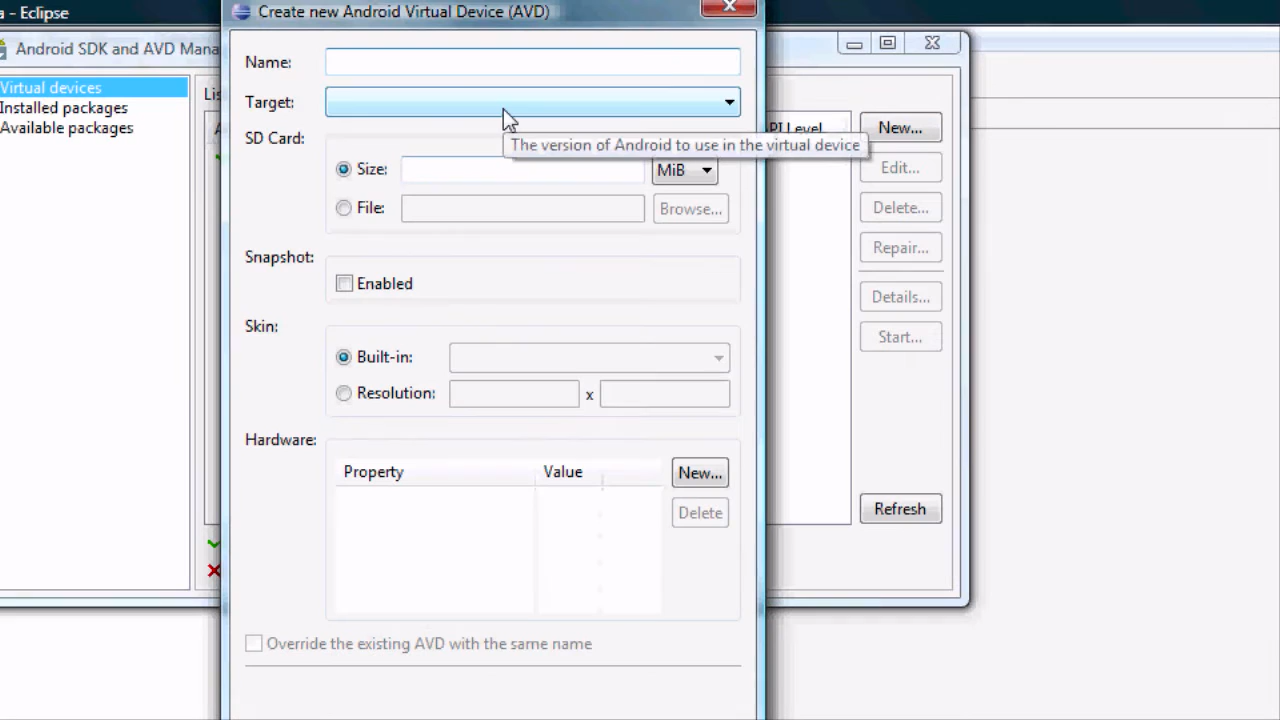 a - Eclipse
Create new Android Virtual Device (AVD)
Android SDK and AVD Mana
Virtual devices
Installed packages
Available packages
Lis
Name:
Target:
The version of Android to use in the virtual device
SD Card:
Size:
MiB
File:
Browse...
Snapshot:
Enabled
Skin:
Built-in:
Resolution:
x
Hardware:
Property Value
New...
Delete
Override the existing AVD with the same name
PI Level
New...
Edit...
Delete...
Repair...
Details...
Start...
Refresh